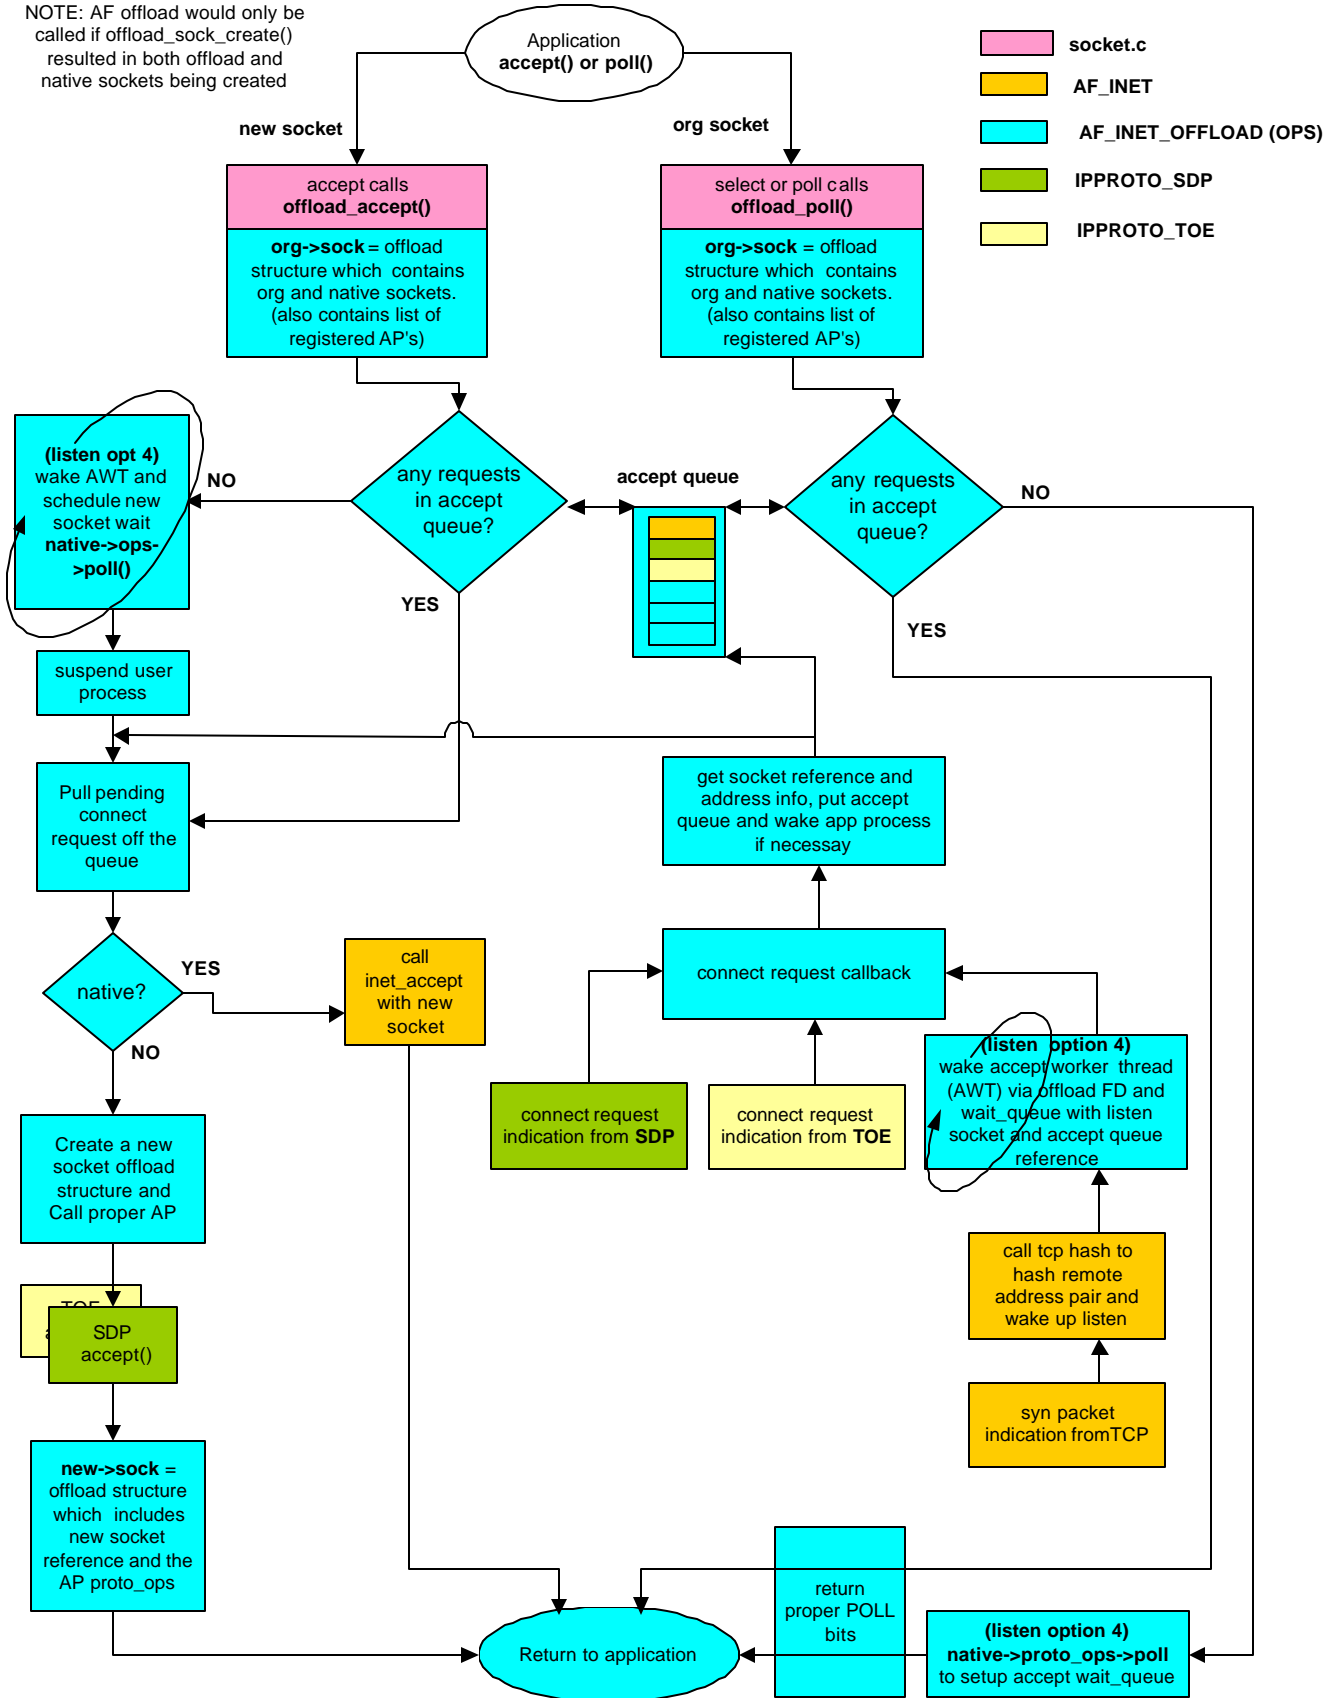 NOTE: AF offload would only be
called if offload_sock_create()
resulted in both offload and
native sockets being created
Application
accept() or poll()
socket.c
AF_INET
AF_INET_OFFLOAD (OPS)
IPPROTO_SDP
IPPROTO_TOE
new socket
org socket
accept calls
offload_accept()
org->sock = offload
structure which contains
org and native sockets.
(also contains list of
registered AP's)
select or poll calls
offload_poll()
org->sock = offload
structure which contains
org and native sockets.
(also contains list of
registered AP's)
(listen opt 4)
wake AWT and
schedule new
socket wait
native->ops-
>poll()
NO
any requests
in accept
queue?
YES
accept queue
any requests
in accept
queue?
NO
YES
suspend user
process
Pull pending
connect
request off the
queue
get socket reference and
address info, put accept
queue and wake app process
if necessay
native?
YES
NO
call
inet_accept
with new
socket
connect request callback
connect request
indication from SDP
connect request
indication from TOE
(listen option 4)
wake accept worker thread
(AWT) via offload FD and
wait_queue with listen
socket and accept queue
reference
Create a new
socket offload
structure and
Call proper AP
call tcp hash to
hash remote
address pair and
wake up listen
TOE
SDP
accept()
syn packet
indication fromTCP
new->sock =
offload structure
which includes
new socket
reference and the
AP proto_ops
return
proper POLL
bits
Return to application
(listen option 4)
native->proto_ops->poll
to setup accept wait_queue